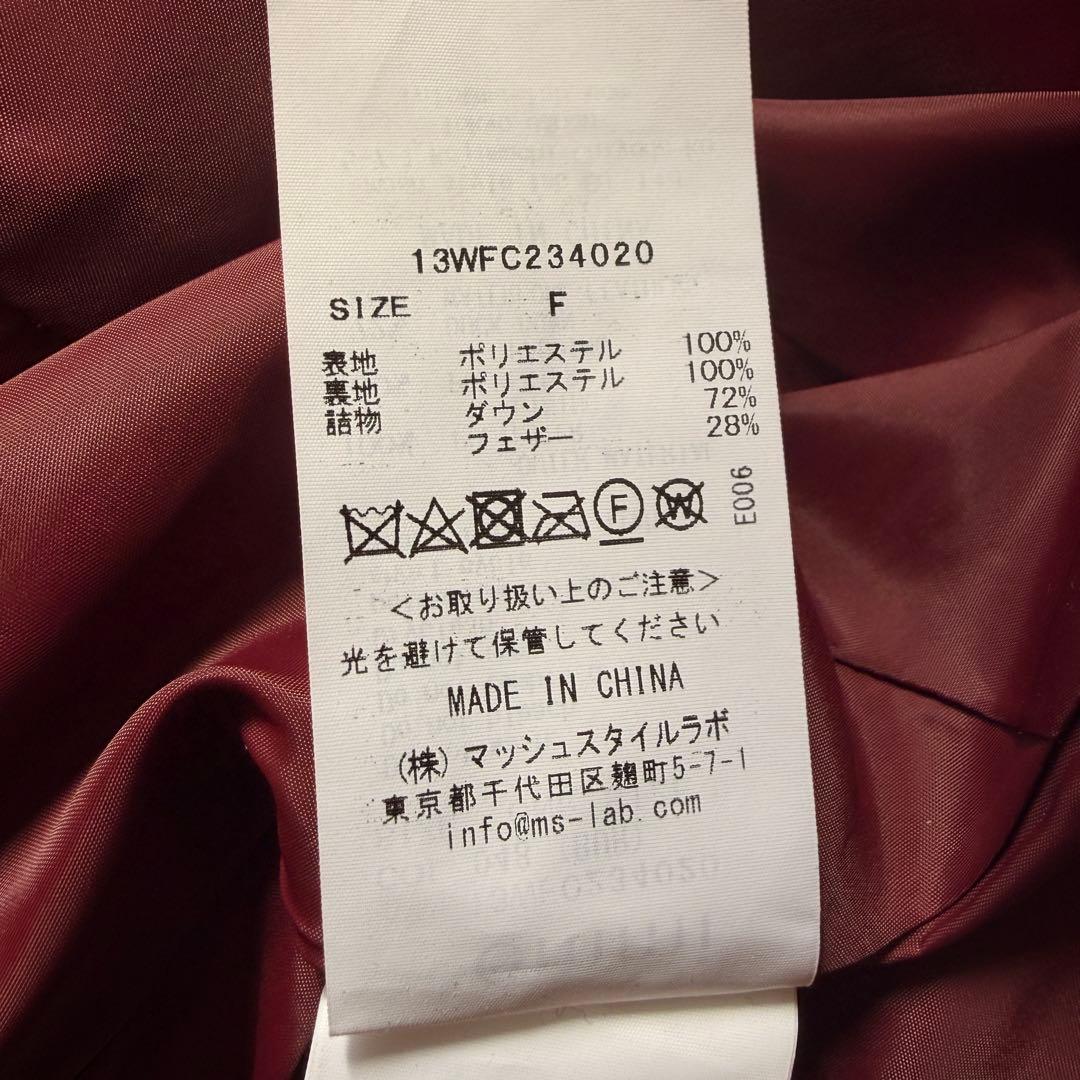 13WFC234020
SIZE F
表地 ポリエステル 100%
裏地 ポリエステル 100%
詰物 ダウン 72%
フェザー 28%
F W
E006
<お取り扱い上のご注意>
光を避けて保管してください
MADE IN CHINA
(株) マッシュスタイルラボ
東京都千代田区麹町5-7-1
info@ms-lab.com